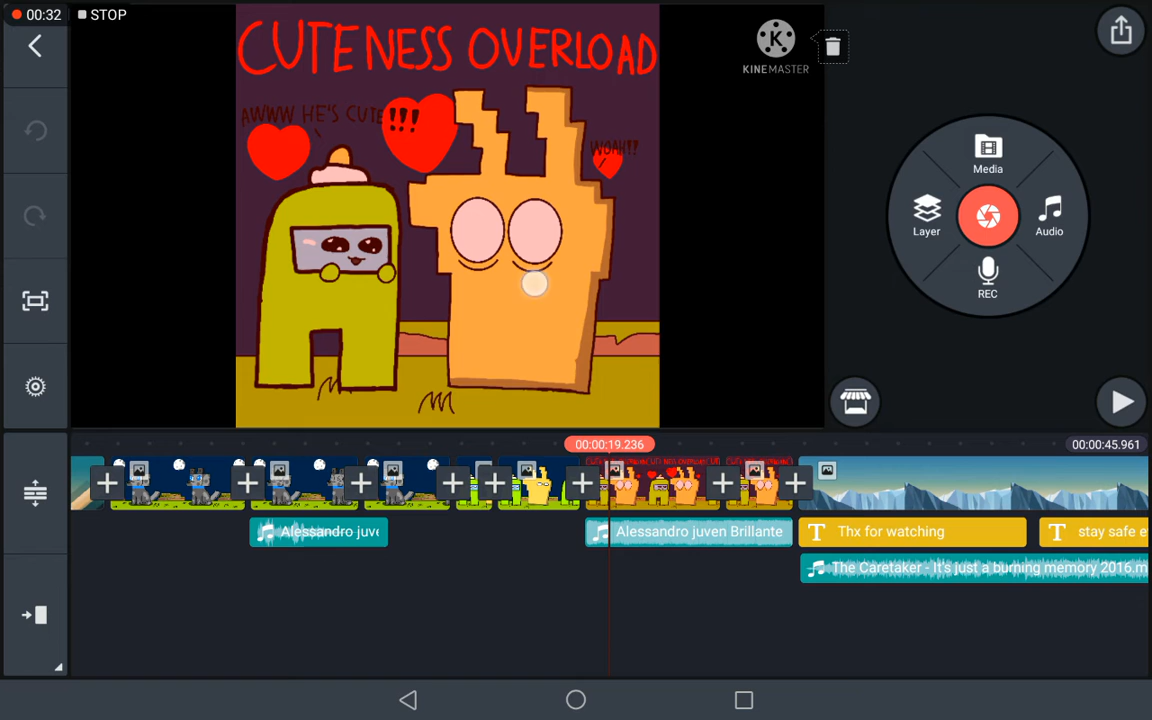 00:32
STOP
CUTENESS OVERLOAD
AWWW HE'S CUTE
!!!
WOAH!!
KINEMASTER
Media
Layer
Audio
REC
00:00:19.236
00:00:45.961
Alessandro juve
Alessandro juven Brillante
Thx for watching
stay safe e
The Caretaker - It's just a burning memory 2016.m